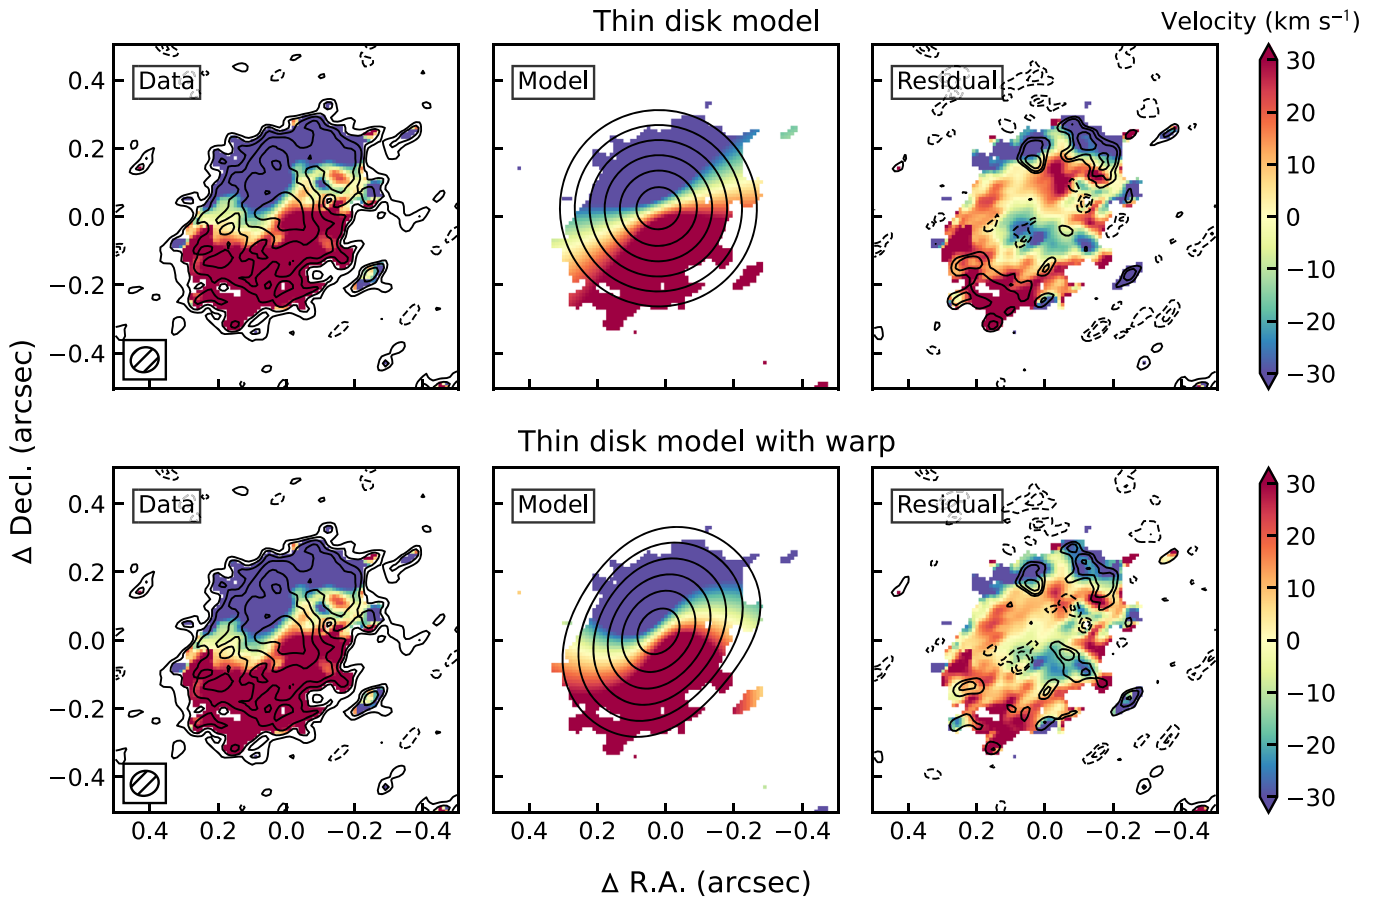 Thin disk model
Velocity (km s⁻¹)
Data
Model
Residual
0.4
0.2
0.0
−0.2
−0.4
30
20
10
0
−10
−20
−30
Δ Decl. (arcsec)
Thin disk model with warp
Data
Model
Residual
0.4
0.2
0.0
−0.2
−0.4
30
20
10
0
−10
−20
−30
0.4 0.2 0.0 −0.2 −0.4
0.4 0.2 0.0 −0.2 −0.4
0.4 0.2 0.0 −0.2 −0.4
Δ R.A. (arcsec)